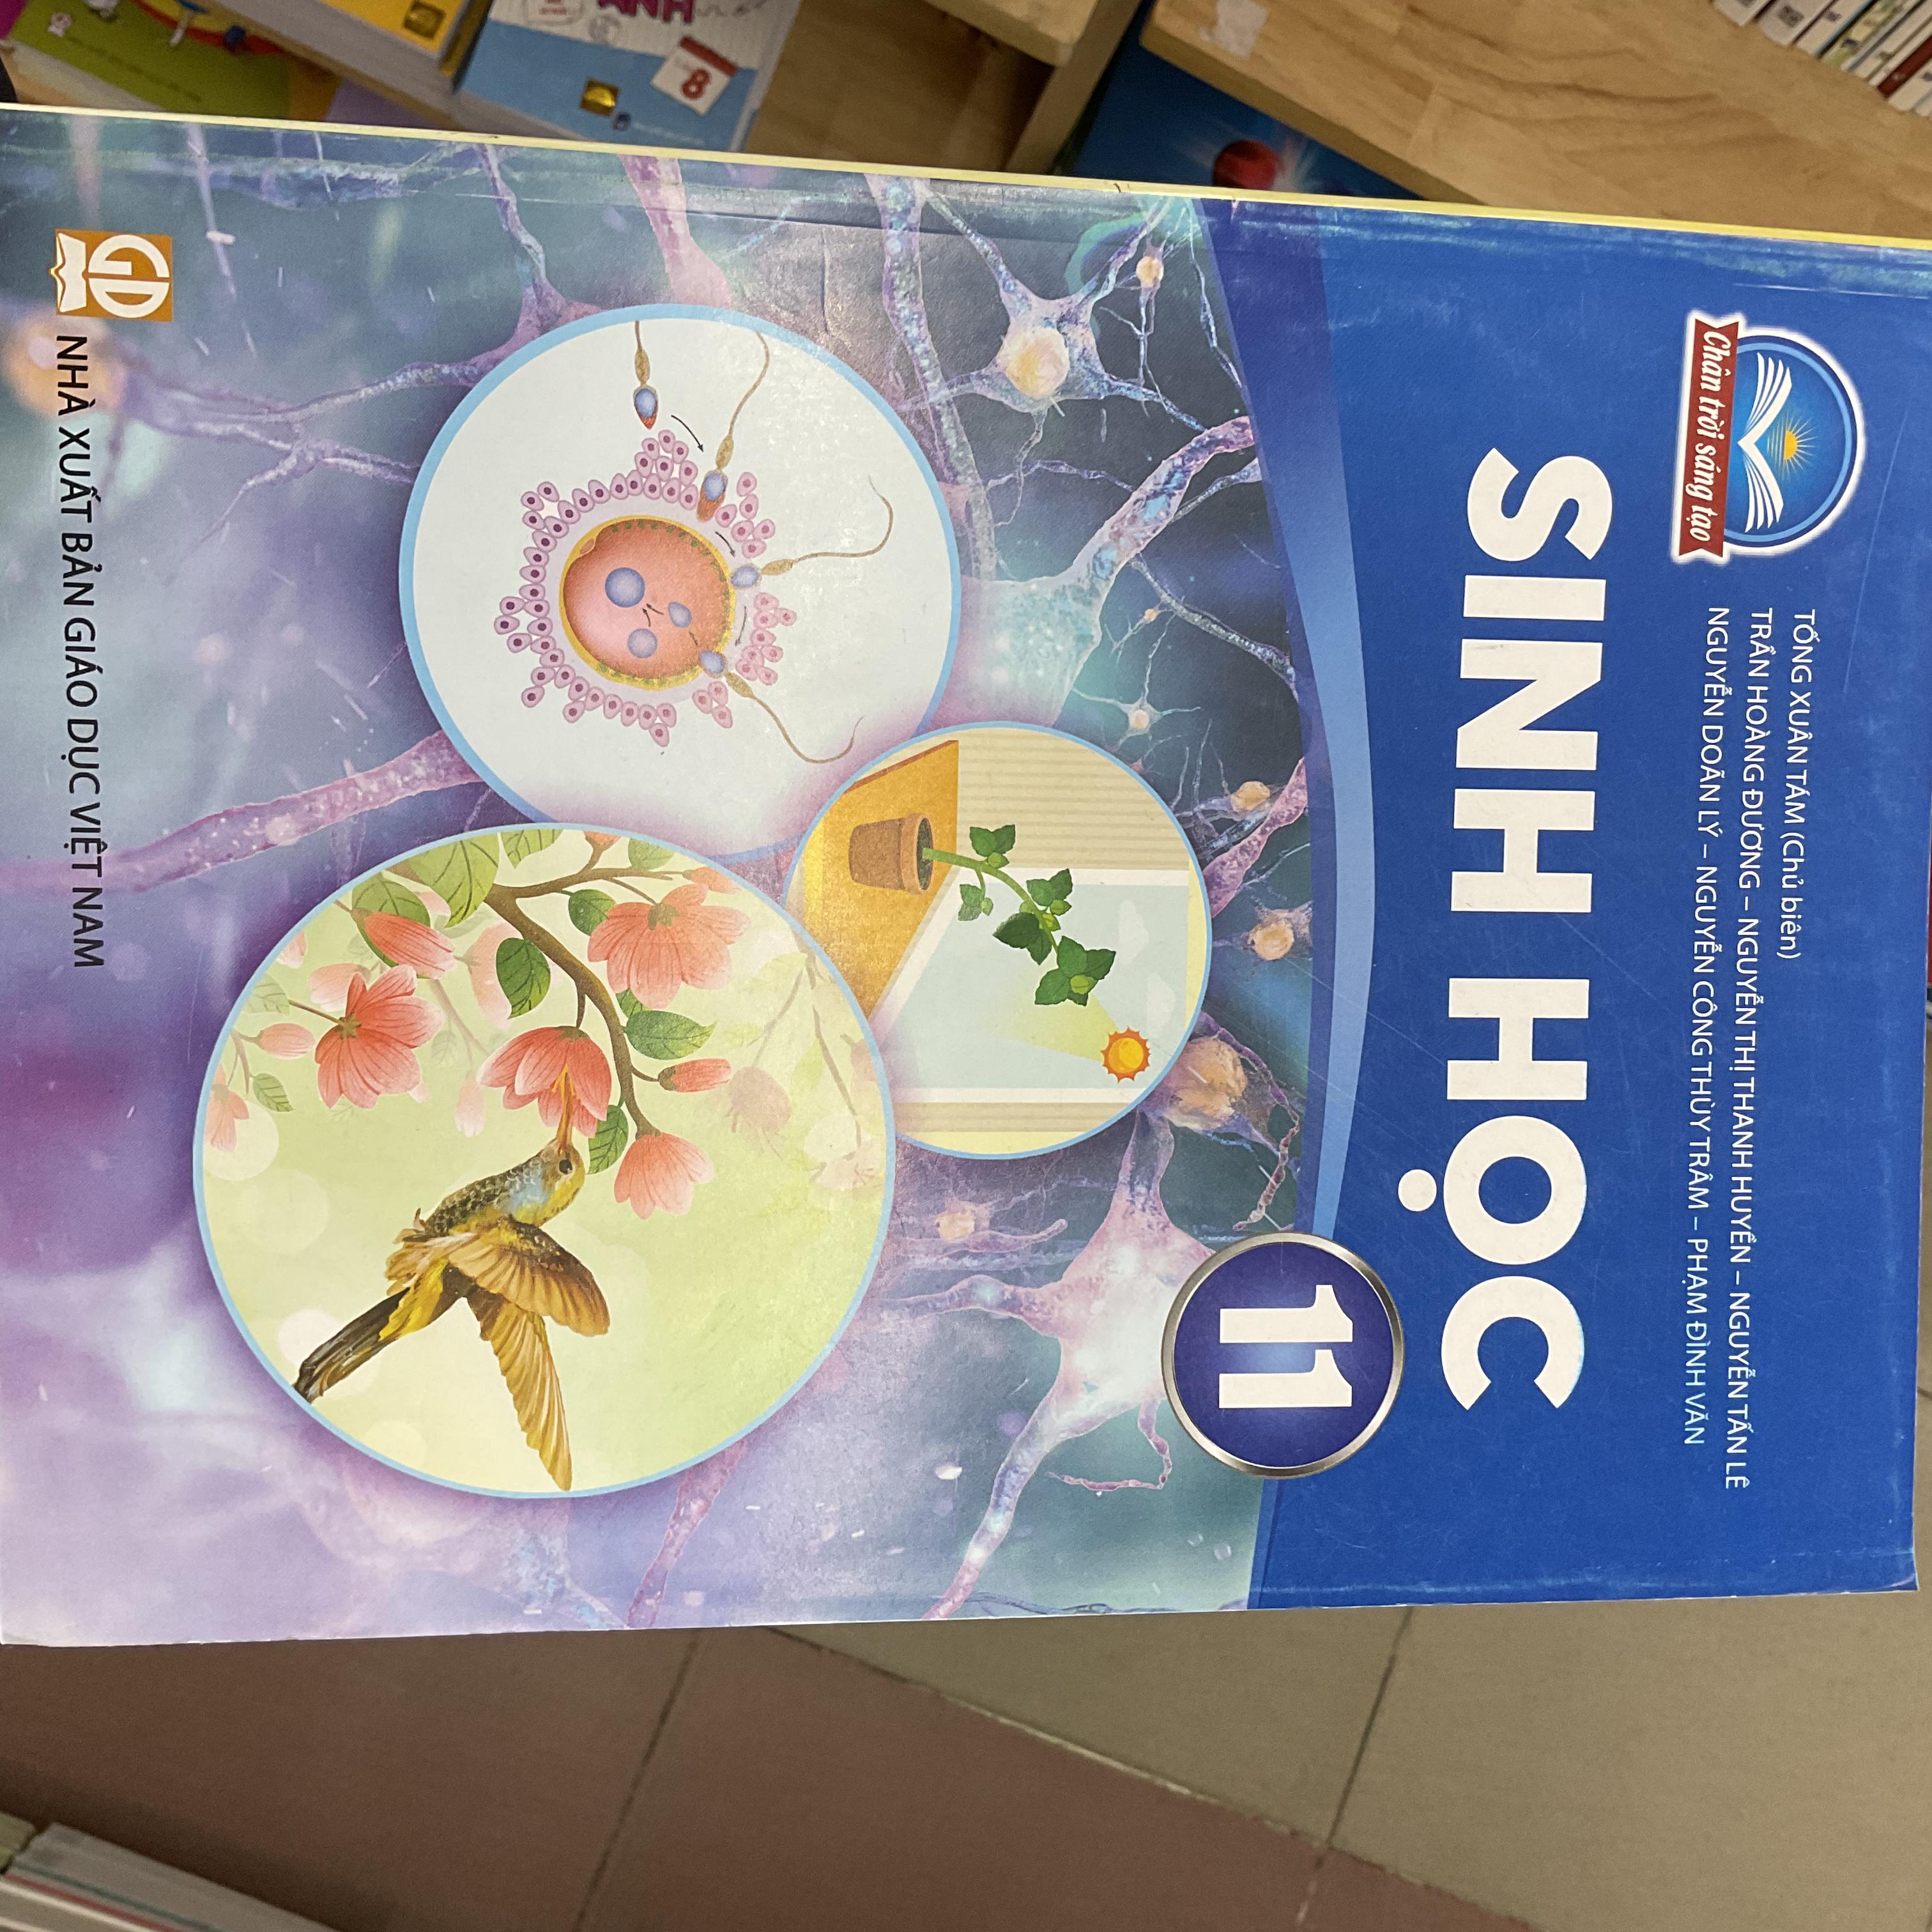 Chân trời sáng tạo
TỐNG XUÂN TÁM (Chủ biên)
TRẦN HOÀNG ĐƯƠNG – NGUYỄN THỊ THANH HUYỀN – NGUYỄN TẤN LÊ
NGUYỄN DOÃN LÝ – NGUYỄN CÔNG THÙY TRÂM – PHẠM ĐÌNH VĂN
SINH HỌC
11
8
GD
NHÀ XUẤT BẢN GIÁO DỤC VIỆT NAM